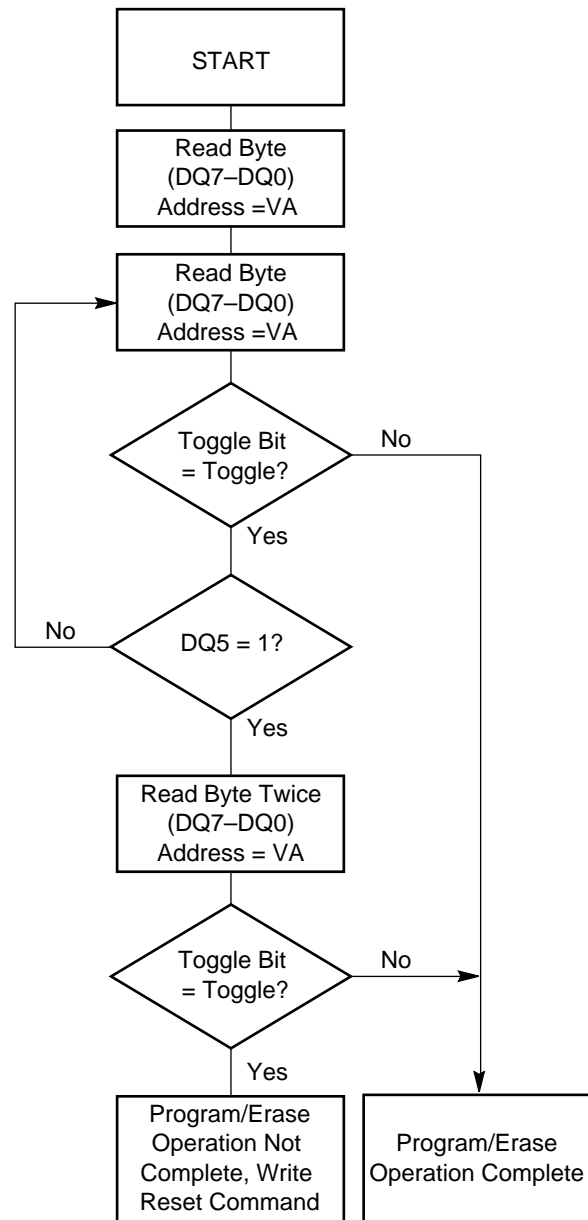 START
Read Byte
(DQ7–DQ0)
Address =VA
Read Byte
(DQ7–DQ0)
Address =VA
Toggle Bit
= Toggle?
No
Yes
No
DQ5 = 1?
Yes
Read Byte Twice
(DQ7–DQ0)
Address = VA
Toggle Bit
= Toggle?
No
Yes
Program/Erase
Operation Not
Complete, Write
Reset Command
Program/Erase
Operation Complete